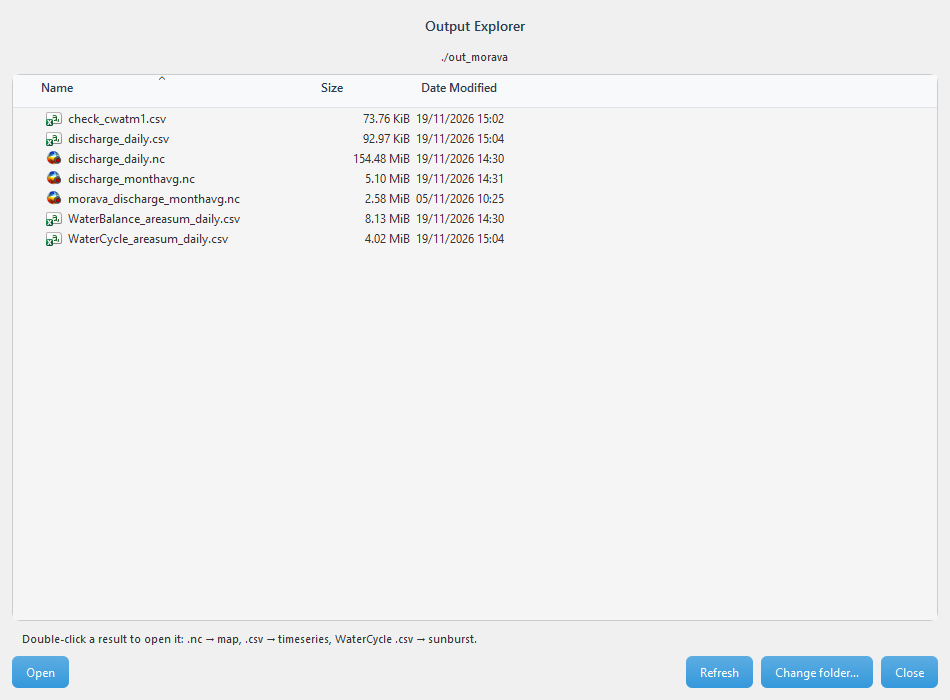 Output Explorer
./out_morava
Name Size Date Modified
check_cwatm1.csv 73.76 KiB 19/11/2026 15:02
discharge_daily.csv 92.97 KiB 19/11/2026 15:04
discharge_daily.nc 154.48 MiB 19/11/2026 14:30
discharge_monthavg.nc 5.10 MiB 19/11/2026 14:31
morava_discharge_monthavg.nc 2.58 MiB 05/11/2026 10:25
WaterBalance_areasum_daily.csv 8.13 MiB 19/11/2026 14:30
WaterCycle_areasum_daily.csv 4.02 MiB 19/11/2026 15:04
Double-click a result to open it: .nc → map, .csv → timeseries, WaterCycle .csv → sunburst.
Open Refresh Change folder... Close